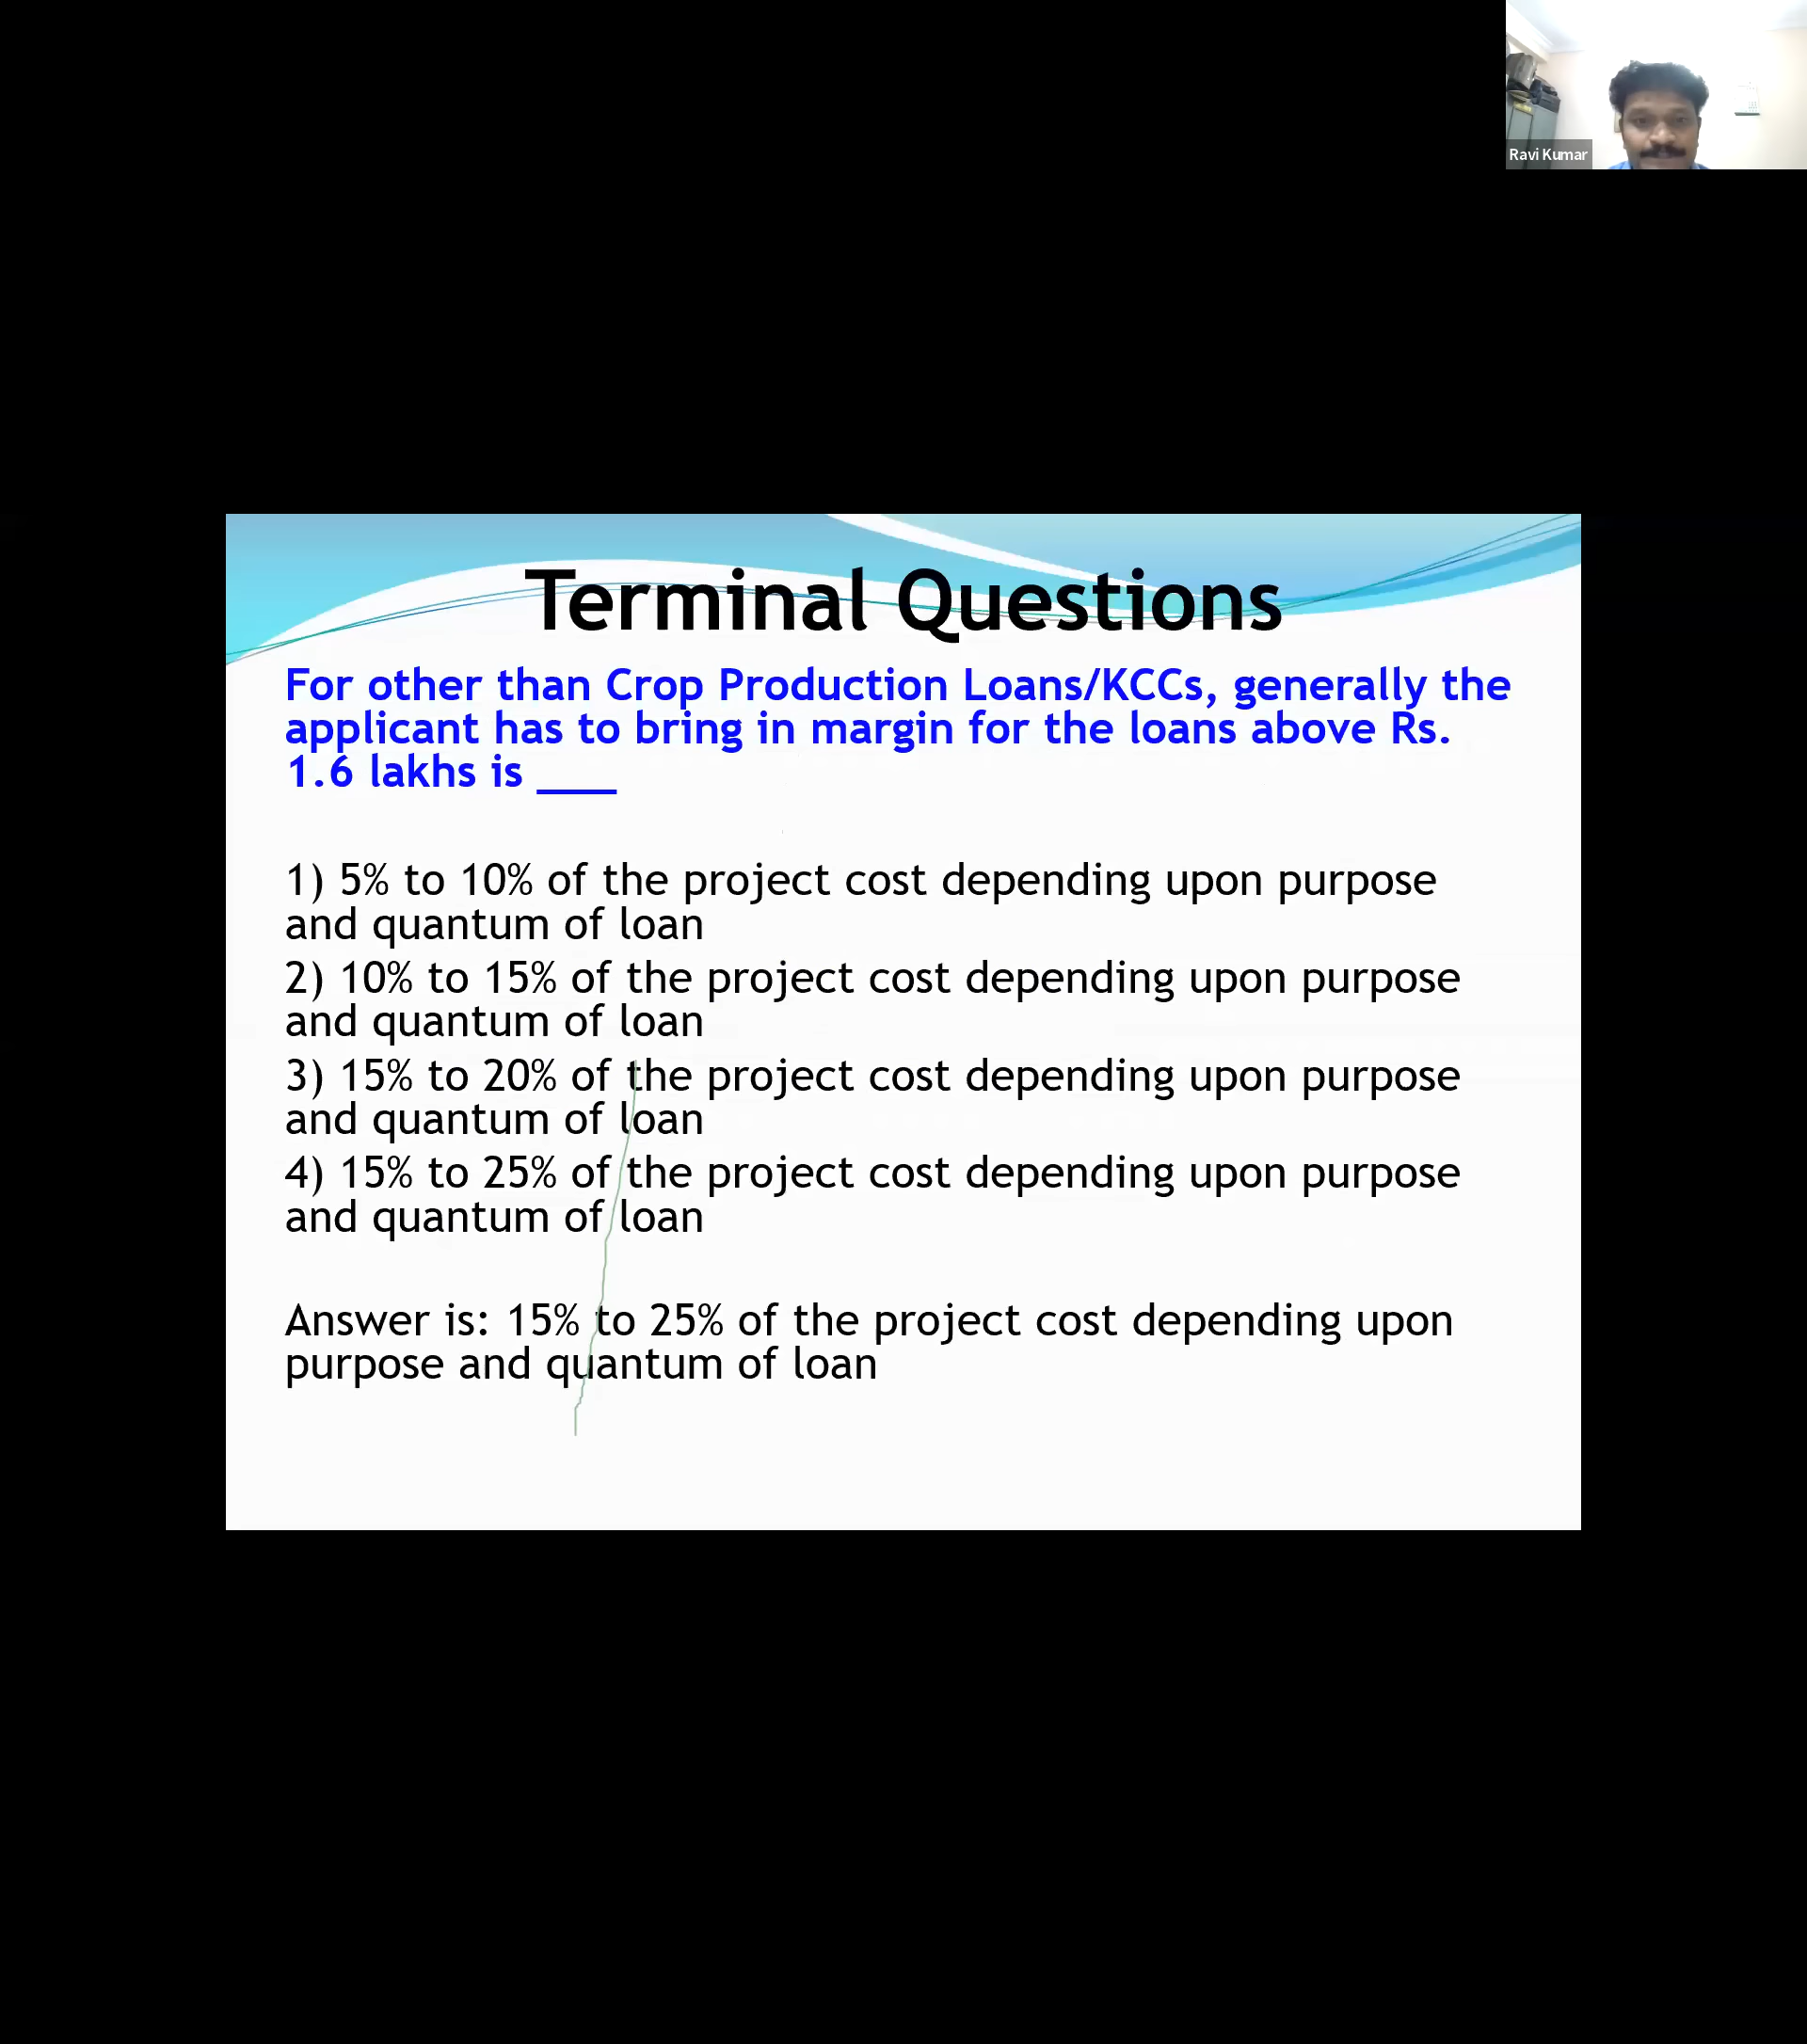 Ravi Kumar
Terminal Questions
For other than Crop Production Loans/KCCs, generally the
applicant has to bring in margin for the loans above Rs.
1.6 lakhs is ____
1) 5% to 10% of the project cost depending upon purpose
and quantum of loan
2) 10% to 15% of the project cost depending upon purpose
and quantum of loan
3) 15% to 20% of the project cost depending upon purpose
and quantum of loan
4) 15% to 25% of the project cost depending upon purpose
and quantum of loan
Answer is: 15% to 25% of the project cost depending upon
purpose and quantum of loan